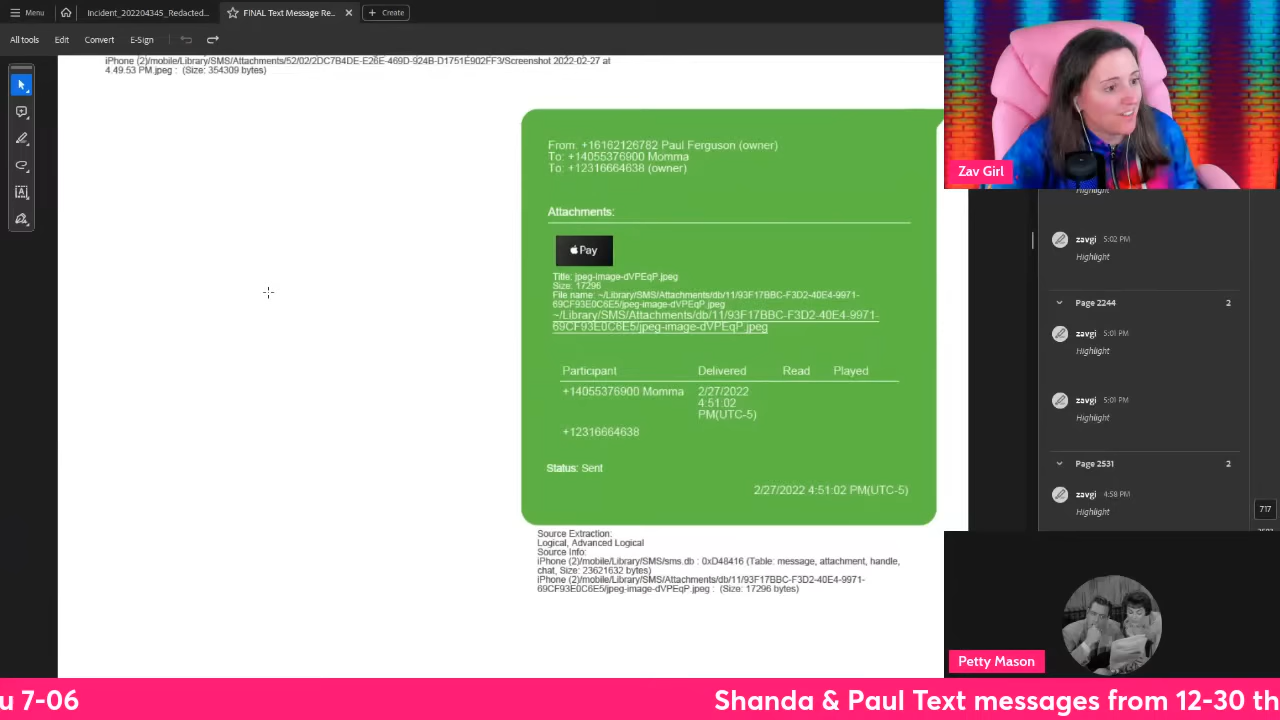 Menu
Incident_202204345_Redacted...
FINAL Text Message Re...
Create
All tools
Edit
Convert
E-Sign
iPhone (2)/mobile/Library/SMS/Attachments/52/02/2DC7B4DE-E26E-469D-924B-D1751E902FF3/Screenshot 2022-02-27 at
4.49.53 PM.jpeg : (Size: 354309 bytes)
From: +16162126782 Paul Ferguson (owner)
To: +14055376900 Momma
To: +12316664638 (owner)
Attachments:
Pay
Title: jpeg-image-dVPEqP.jpeg
Size: 17296
File name: ~/Library/SMS/Attachments/db/11/93F17BBC-F3D2-40E4-9971-
69CF93E0C6E5/jpeg-image-dVPEqP.jpeg
~/Library/SMS/Attachments/db/11/93F17BBC-F3D2-40E4-9971-
69CF93E0C6E5/jpeg-image-dVPEqP.jpeg
Participant Delivered Read Played
+14055376900 Momma 2/27/2022
4:51:02
PM(UTC-5)
+12316664638
Status: Sent
2/27/2022 4:51:02 PM(UTC-5)
Source Extraction:
Logical, Advanced Logical
Source Info:
iPhone (2)/mobile/Library/SMS/sms.db : 0xD48416 (Table: message, attachment, handle,
chat, Size: 23621632 bytes)
iPhone (2)/mobile/Library/SMS/Attachments/db/11/93F17BBC-F3D2-40E4-9971-
69CF93E0C6E5/jpeg-image-dVPEqP.jpeg : (Size: 17296 bytes)
Zav Girl
Highlight
zavgi 5:02 PM
Highlight
Page 2244 2
zavgi 5:01 PM
Highlight
zavgi 5:01 PM
Highlight
Page 2531 2
zavgi 4:58 PM
Highlight
717
Petty Mason
u 7-06
Shanda & Paul Text messages from 12-30 th